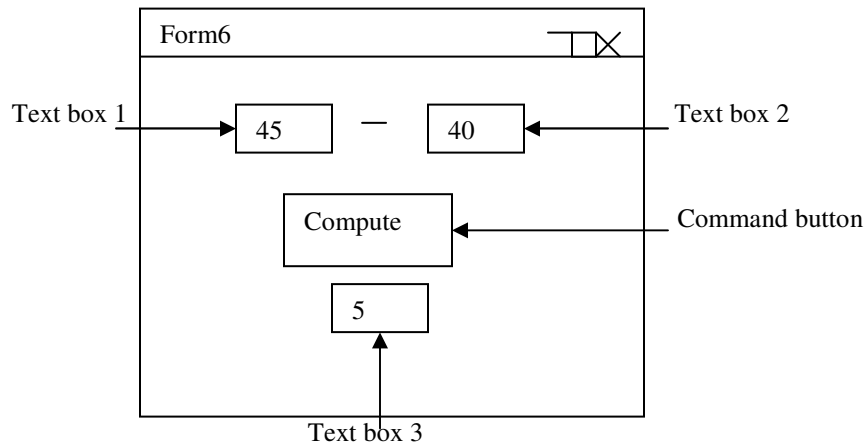 Form6
Text box 1
45
—
40
Text box 2
Compute
Command button
5
Text box 3